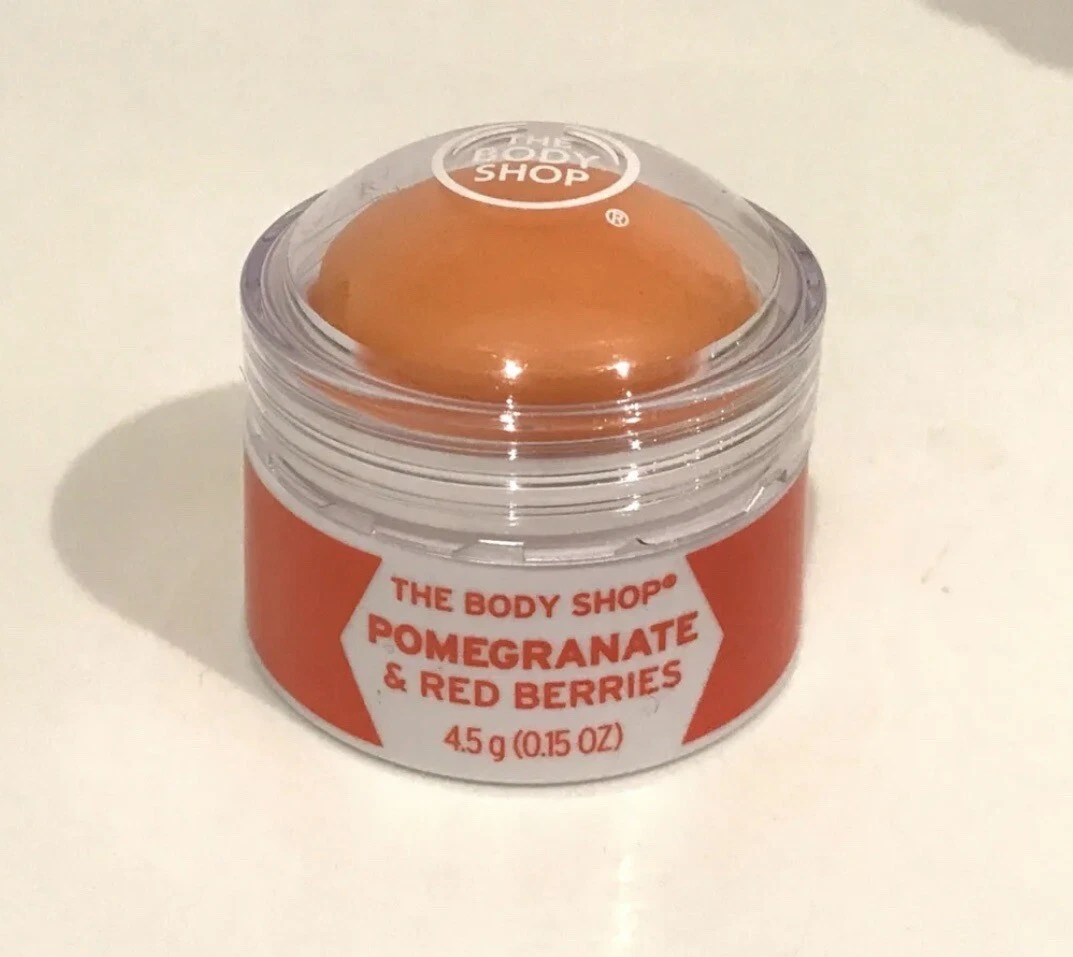 THE
BODY
SHOP
®
THE BODY SHOP®
POMEGRANATE
& RED BERRIES
4.5 g (0.15 OZ)